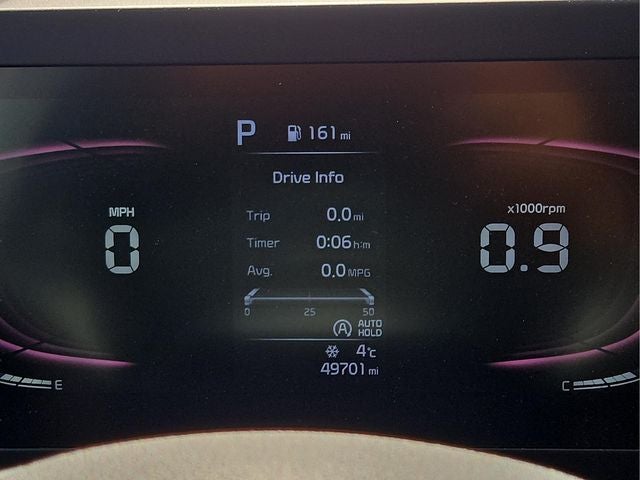 P 161 mi
Drive Info
MPH
0
x1000rpm
0.9
Trip 0.0 mi
Timer 0:06 h:m
Avg. 0.0 MPG
0 25 50
A AUTO HOLD
4°C
49701 mi
E
C